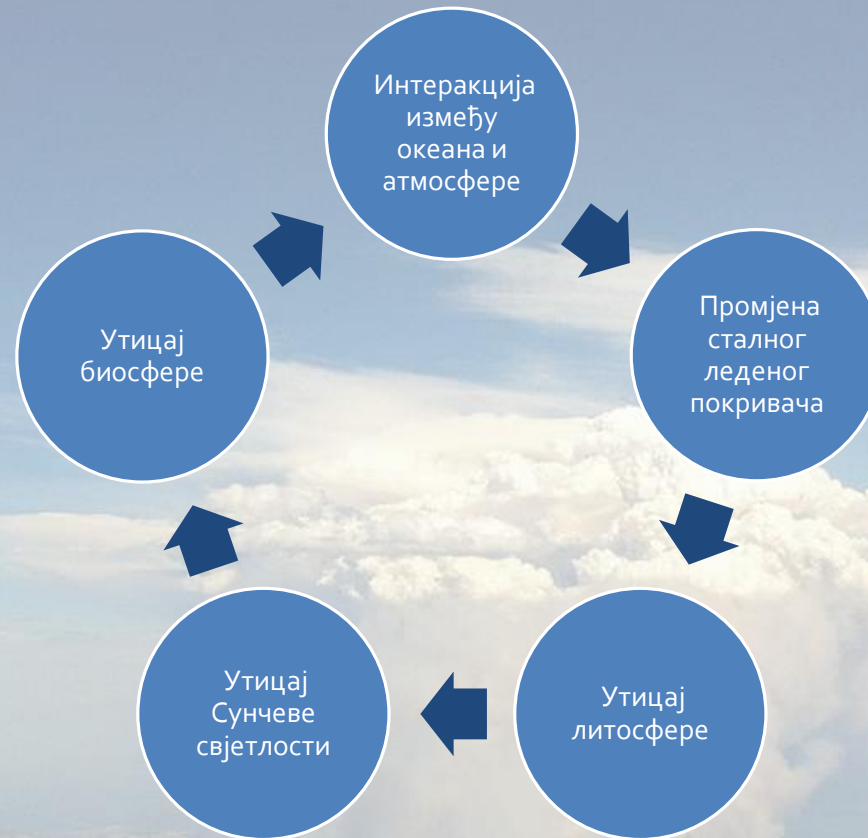 Интеракција
између
океана и
атмосфере
Промјена
сталног
леденог
покривача
Утицај
литосфере
Утицај
Сунчеве
свјетлости
Утицај
биосфере